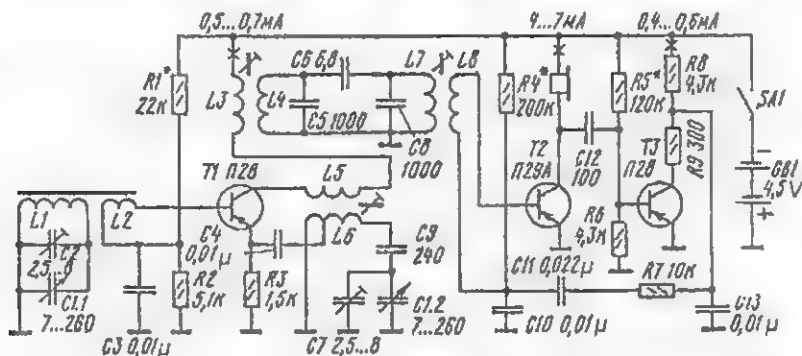 0,5...0,7мА
4...7мА
0,4...0,6мА
R1*
22к
L3
L4
C6 6,8
C5 1000
L7
L8
C8
1000
R4*
200к
R5*
120к
R8
4,3к
SA1
GB1
4,5V
T1 П28
L5
L6
T2
П29А
C12
100
T3
П28
R9 300
L1
L2
C2
2,5...8
C1.1
7...260
C3 0,01μ
C4
0,01μ
R2
5,1к
R3
1,5к
C9
240
C7 2,5...8
C1.2
7...260
R6
4,3к
C11 0,022μ
R7 10к
C10 0,01μ
C13
0,01μ